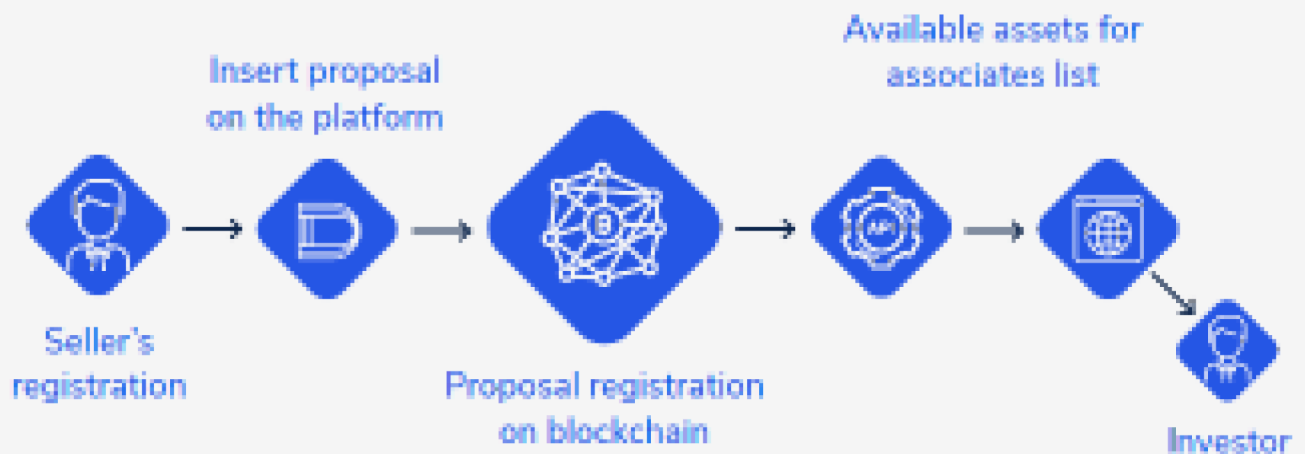 Available assets for
associates list
Insert proposal
on the platform
API
Seller's
registration
Proposal registration
on blockchain
Investor